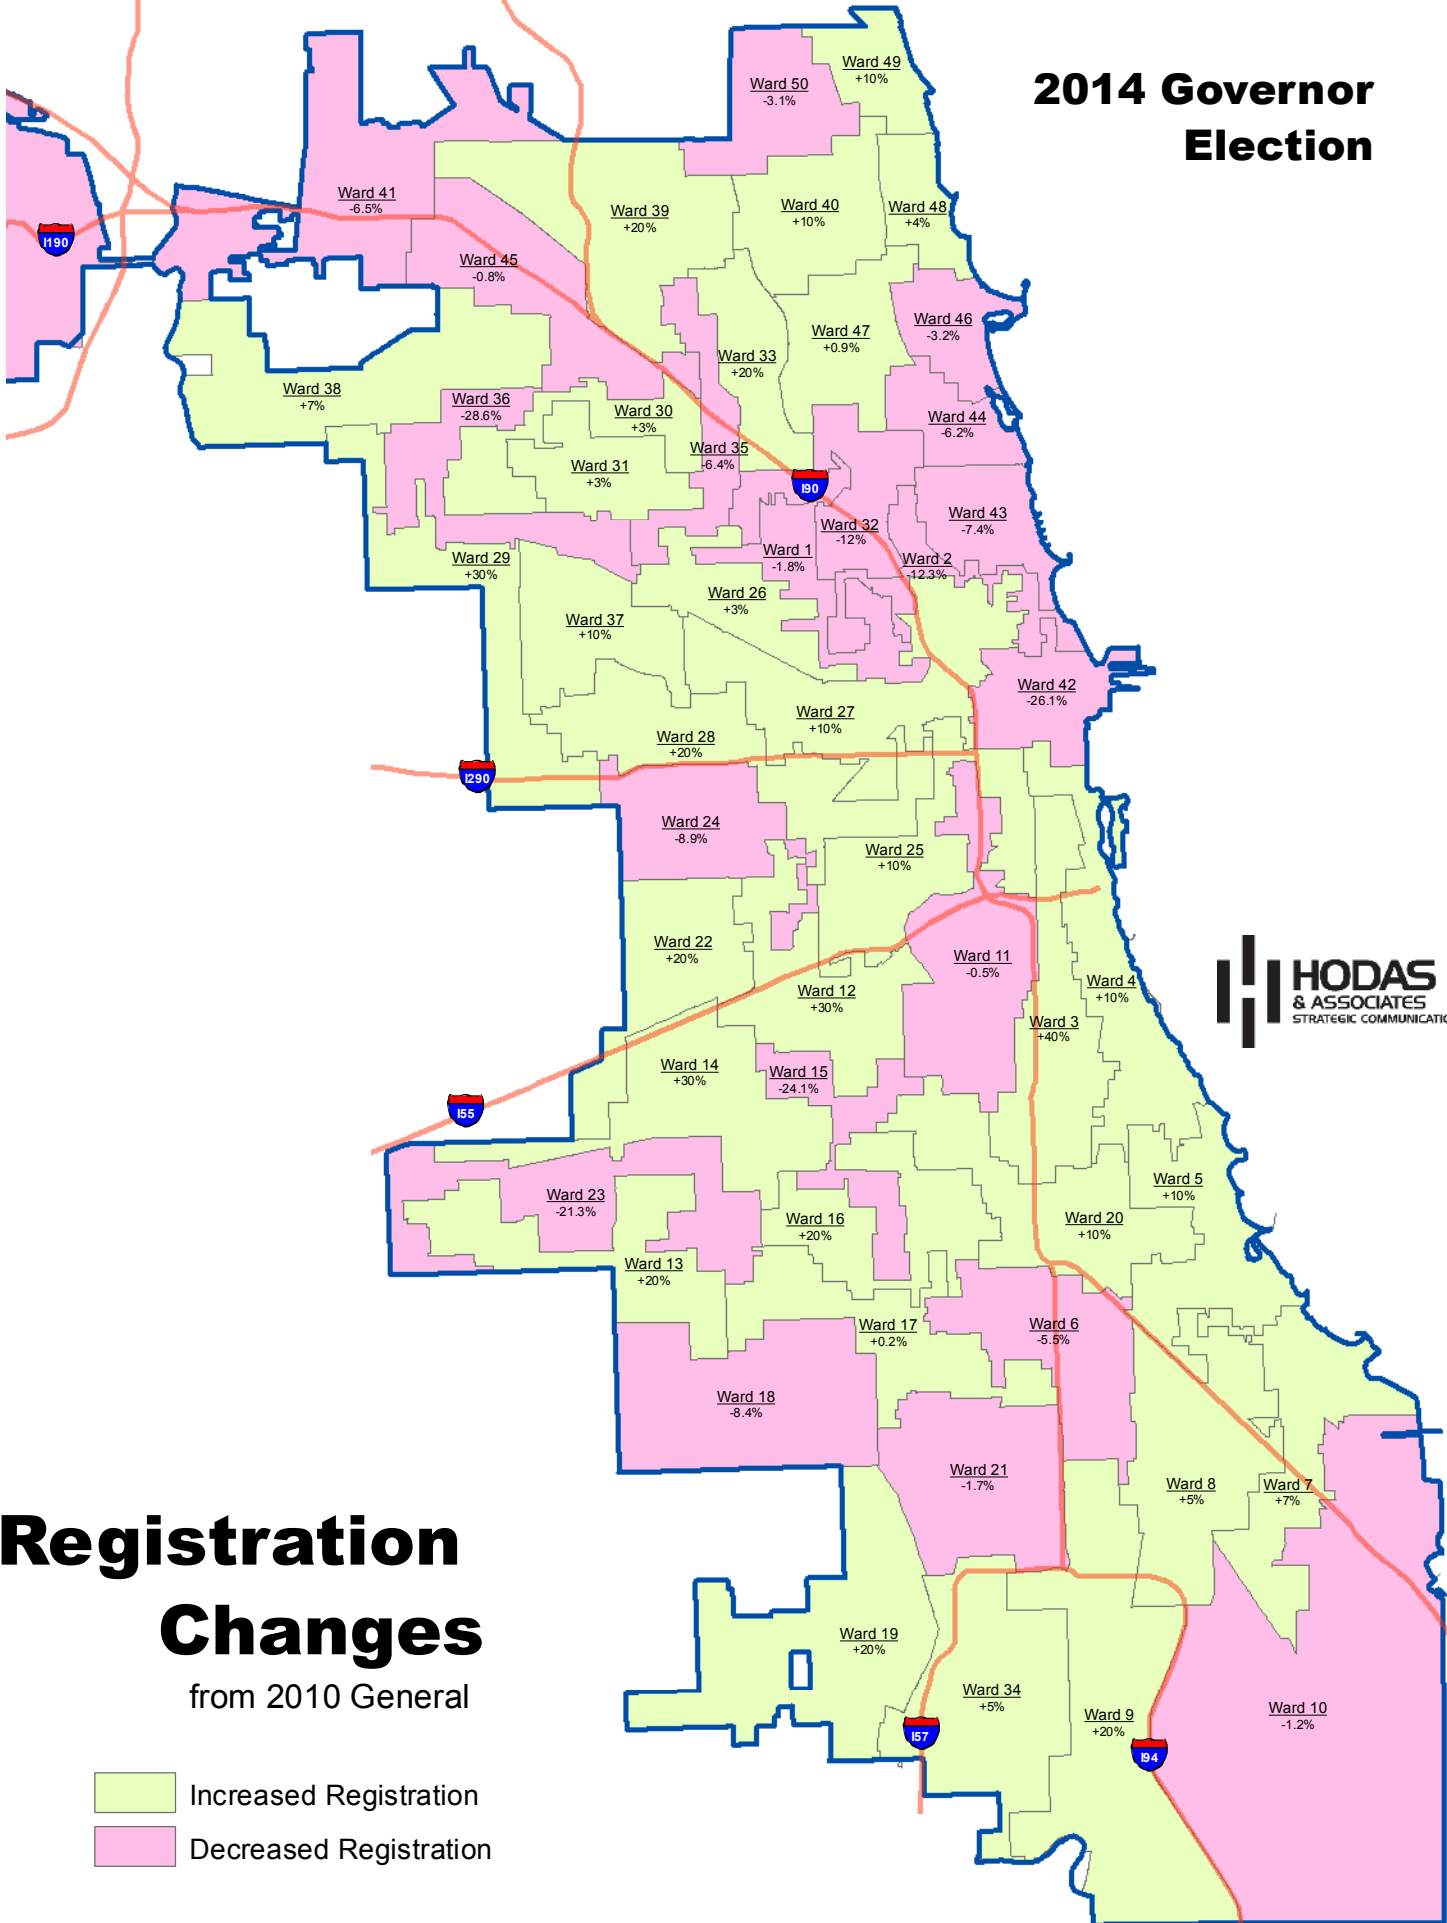 2014 Governor
Election
Ward 49
+10%
Ward 50
-3.1%
Ward 41
-6.5%
Ward 39
+20%
Ward 40
+10%
Ward 48
+4%
I190
Ward 45
-0.8%
Ward 46
-3.2%
Ward 47
+0.9%
Ward 33
+20%
Ward 38
+7%
Ward 36
-28.6%
Ward 30
+3%
Ward 44
-6.2%
Ward 35
-6.4%
Ward 31
+3%
I90
Ward 43
-7.4%
Ward 32
-12%
Ward 1
-1.8%
Ward 2
-12.3%
Ward 29
+30%
Ward 26
+3%
Ward 37
+10%
Ward 42
-26.1%
Ward 27
+10%
Ward 28
+20%
I290
Ward 24
-8.9%
Ward 25
+10%
Ward 22
+20%
Ward 11
-0.5%
Ward 4
+10%
Ward 12
+30%
Ward 3
+40%
HODAS
& ASSOCIATES
STRATEGIC COMMUNICATIO
Ward 14
+30%
Ward 15
-24.1%
I55
Ward 5
+10%
Ward 23
-21.3%
Ward 16
+20%
Ward 20
+10%
Ward 13
+20%
Ward 17
+0.2%
Ward 6
-5.5%
Ward 18
-8.4%
Ward 21
-1.7%
Ward 8
+5%
Ward 7
+7%
Registration
Changes
from 2010 General
Ward 19
+20%
Ward 34
+5%
Ward 9
+20%
Ward 10
-1.2%
I57
I94
Increased Registration
Decreased Registration